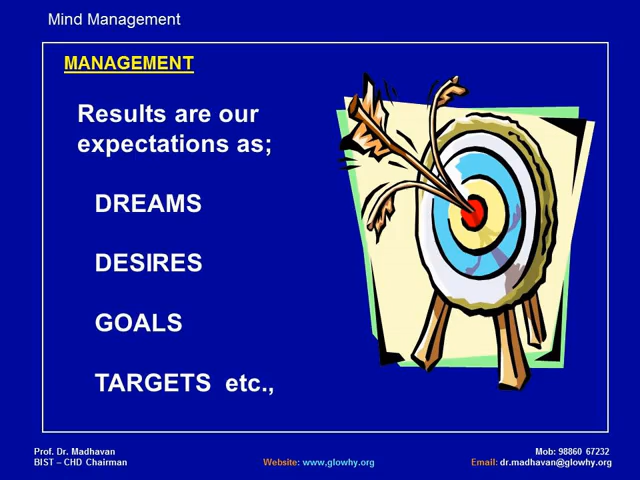 Mind Management
MANAGEMENT
Results are our
expectations as;
DREAMS
DESIRES
GOALS
TARGETS etc.,
Prof. Dr. Madhavan
BIST – CHD Chairman
Website: www,glowhy.org
Mob: 98860 67232
Email: dr.madhavan@glowhy.org